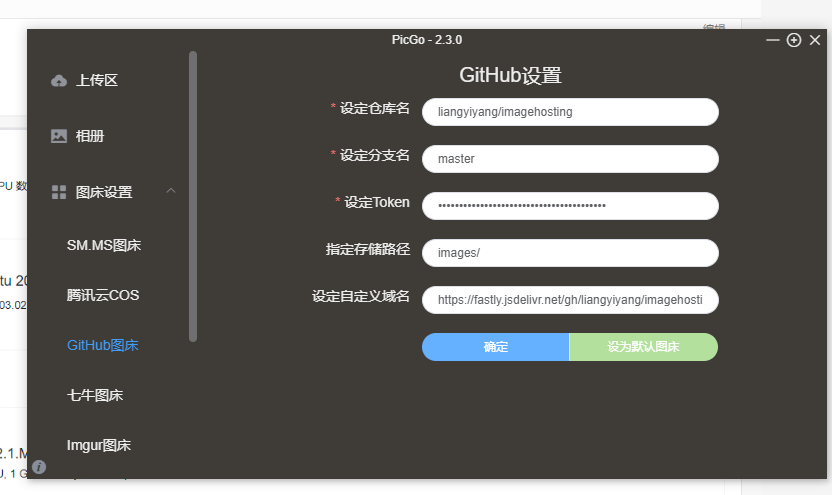 编辑
PicGo - 2.3.0
上传区
相册
图床设置
SM.MS图床
腾讯云COS
GitHub图床
七牛图床
Imgur图床
GitHub设置
* 设定仓库名
liangyiyang/imagehosting
* 设定分支名
master
* 设定Token
••••••••••••••••••••••••••••••••••••••••
指定存储路径
images/
设定自定义域名
https://fastly.jsdelivr.net/gh/liangyiyang/imagehosti
确定
设为默认图床
PU 数
tu 20
03.02
2.1.M
U, 1 G